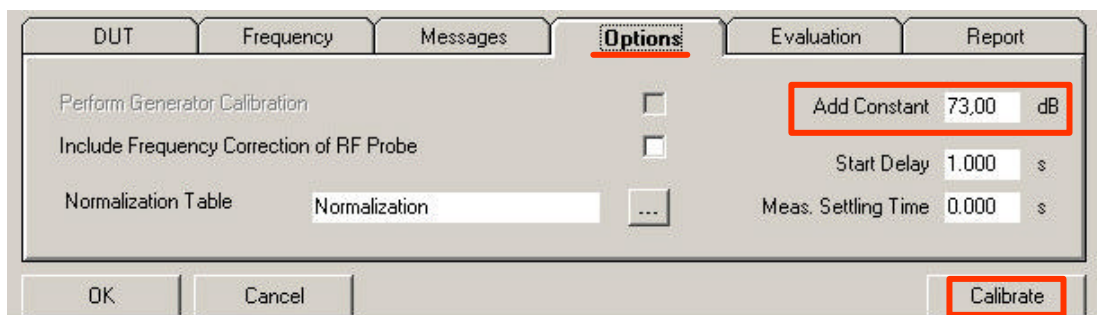 DUT Frequency Messages Options Evaluation Report
Perform Generator Calibration
Add Constant 73,00 dB
Include Frequency Correction of RF Probe
Start Delay 1.000 s
Normalization Table Normalization ... Meas. Settling Time 0.000 s
OK Cancel Calibrate